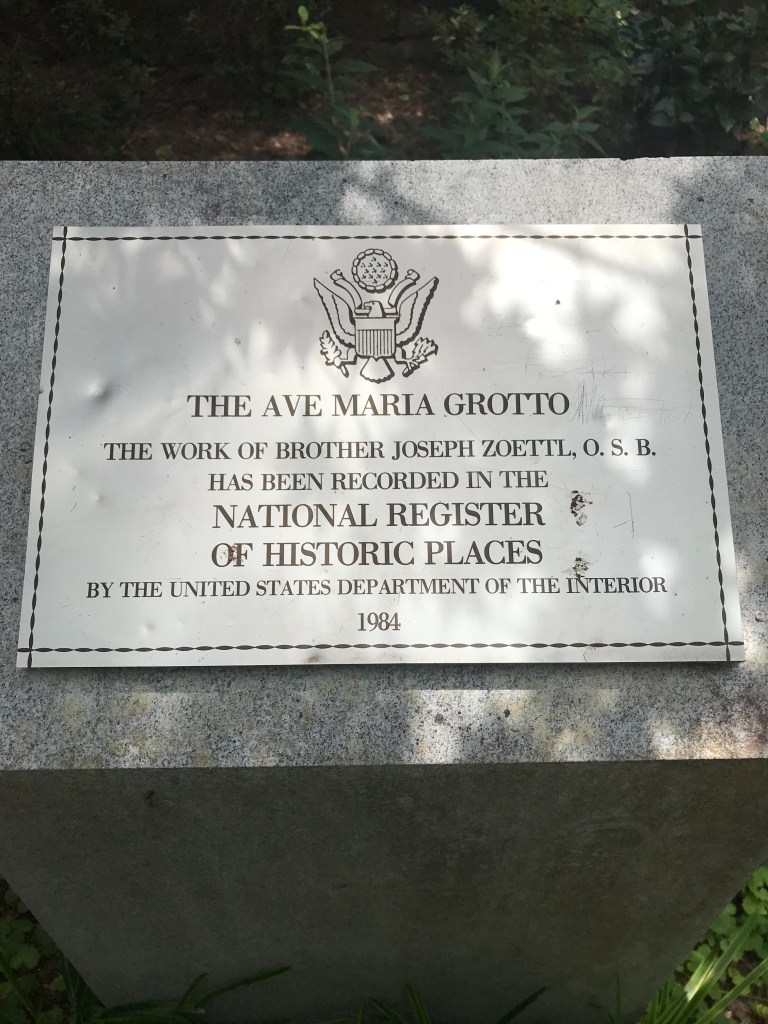 THE AVE MARIA GROTTO
THE WORK OF BROTHER JOSEPH ZOETTL, O. S. B.
HAS BEEN RECORDED IN THE
NATIONAL REGISTER
OF HISTORIC PLACES
BY THE UNITED STATES DEPARTMENT OF THE INTERIOR
1984